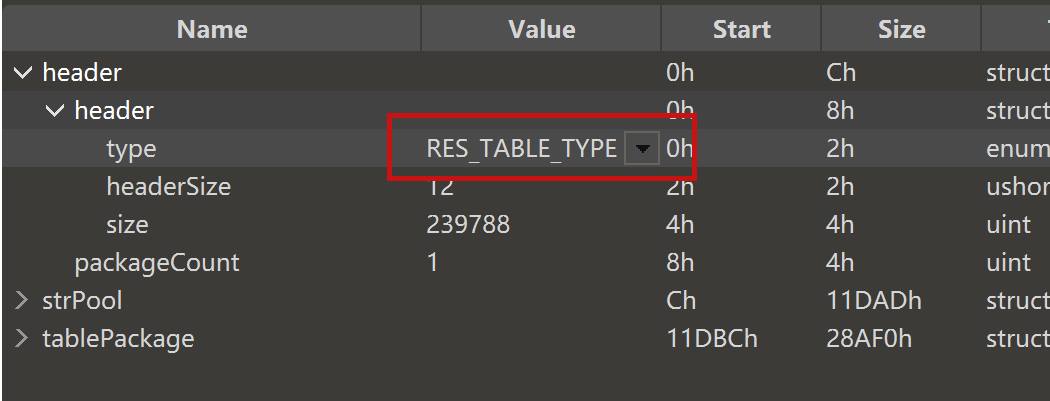 Name Value Start Size
header 0h Ch struct
header 0h 8h struct
type RES_TABLE_TYPE 0h 2h enum
headerSize 12 2h 2h ushor
size 239788 4h 4h uint
packageCount 1 8h 4h uint
strPool Ch 11DADh struct
tablePackage 11DBCh 28AF0h struct